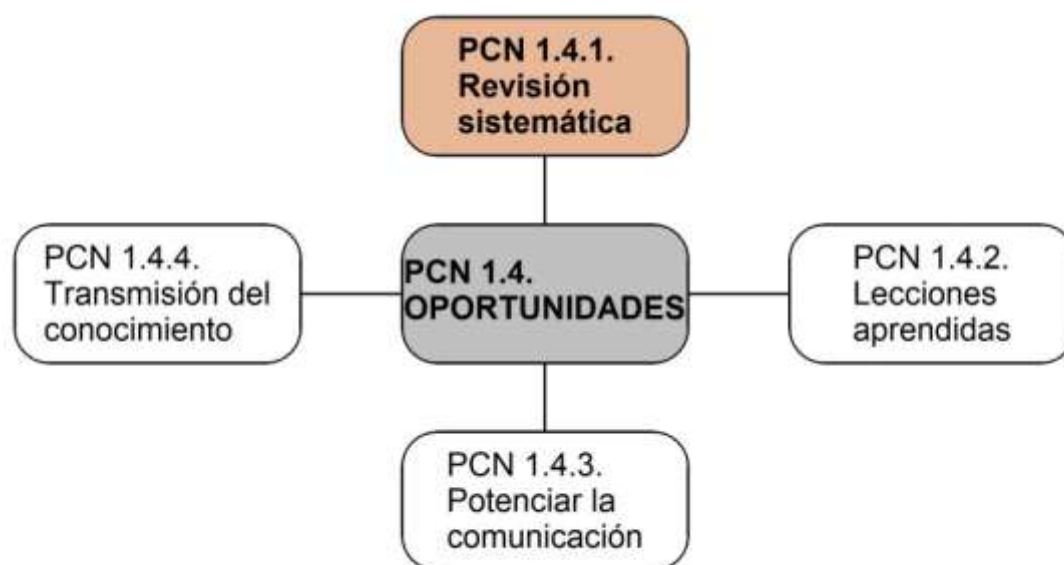 PCN 1.4.1.
Revisión
sistemática
PCN 1.4.4.
Transmisión del
conocimiento
PCN 1.4.
OPORTUNIDADES
PCN 1.4.2.
Lecciones
aprendidas
PCN 1.4.3.
Potenciar la
comunicación